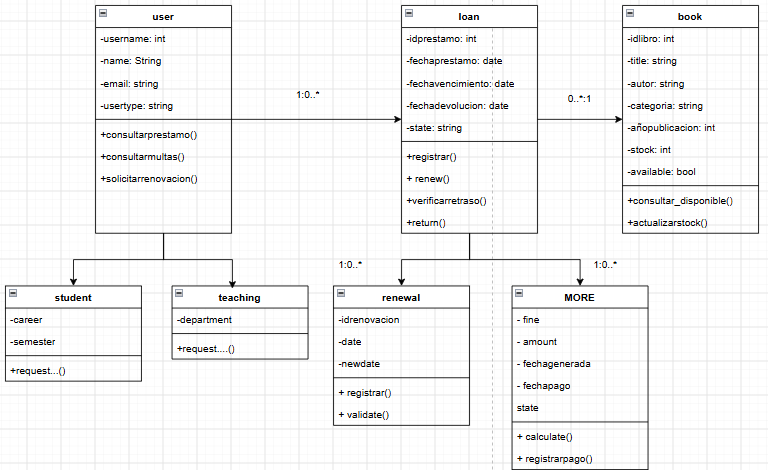 user
-username: int
-name: String
-email: string
-usertype: string
+consultarprestamo()
+consultarmultas()
+solicitarrenovacion()
1:0..*
loan
-idprestamo: int
-fechaprestamo: date
-fechavencimiento: date
-fechadevolucion: date
-state: string
+registrar()
+ renew()
+verificarretraso()
+return()
0..*:1
book
-idlibro: int
-title: string
-autor: string
-categoria: string
-añopublicacion: int
-stock: int
-available: bool
+consultar_disponible()
+actualizarstock()
student
-career
-semester
+request...()
teaching
-department
+request....()
1:0..*
renewal
-idrenovacion
-date
-newdate
+ registrar()
+ validate()
1:0..*
MORE
- fine
- amount
- fechagenerada
- fechapago
state
+ calculate()
+ registrarpago()